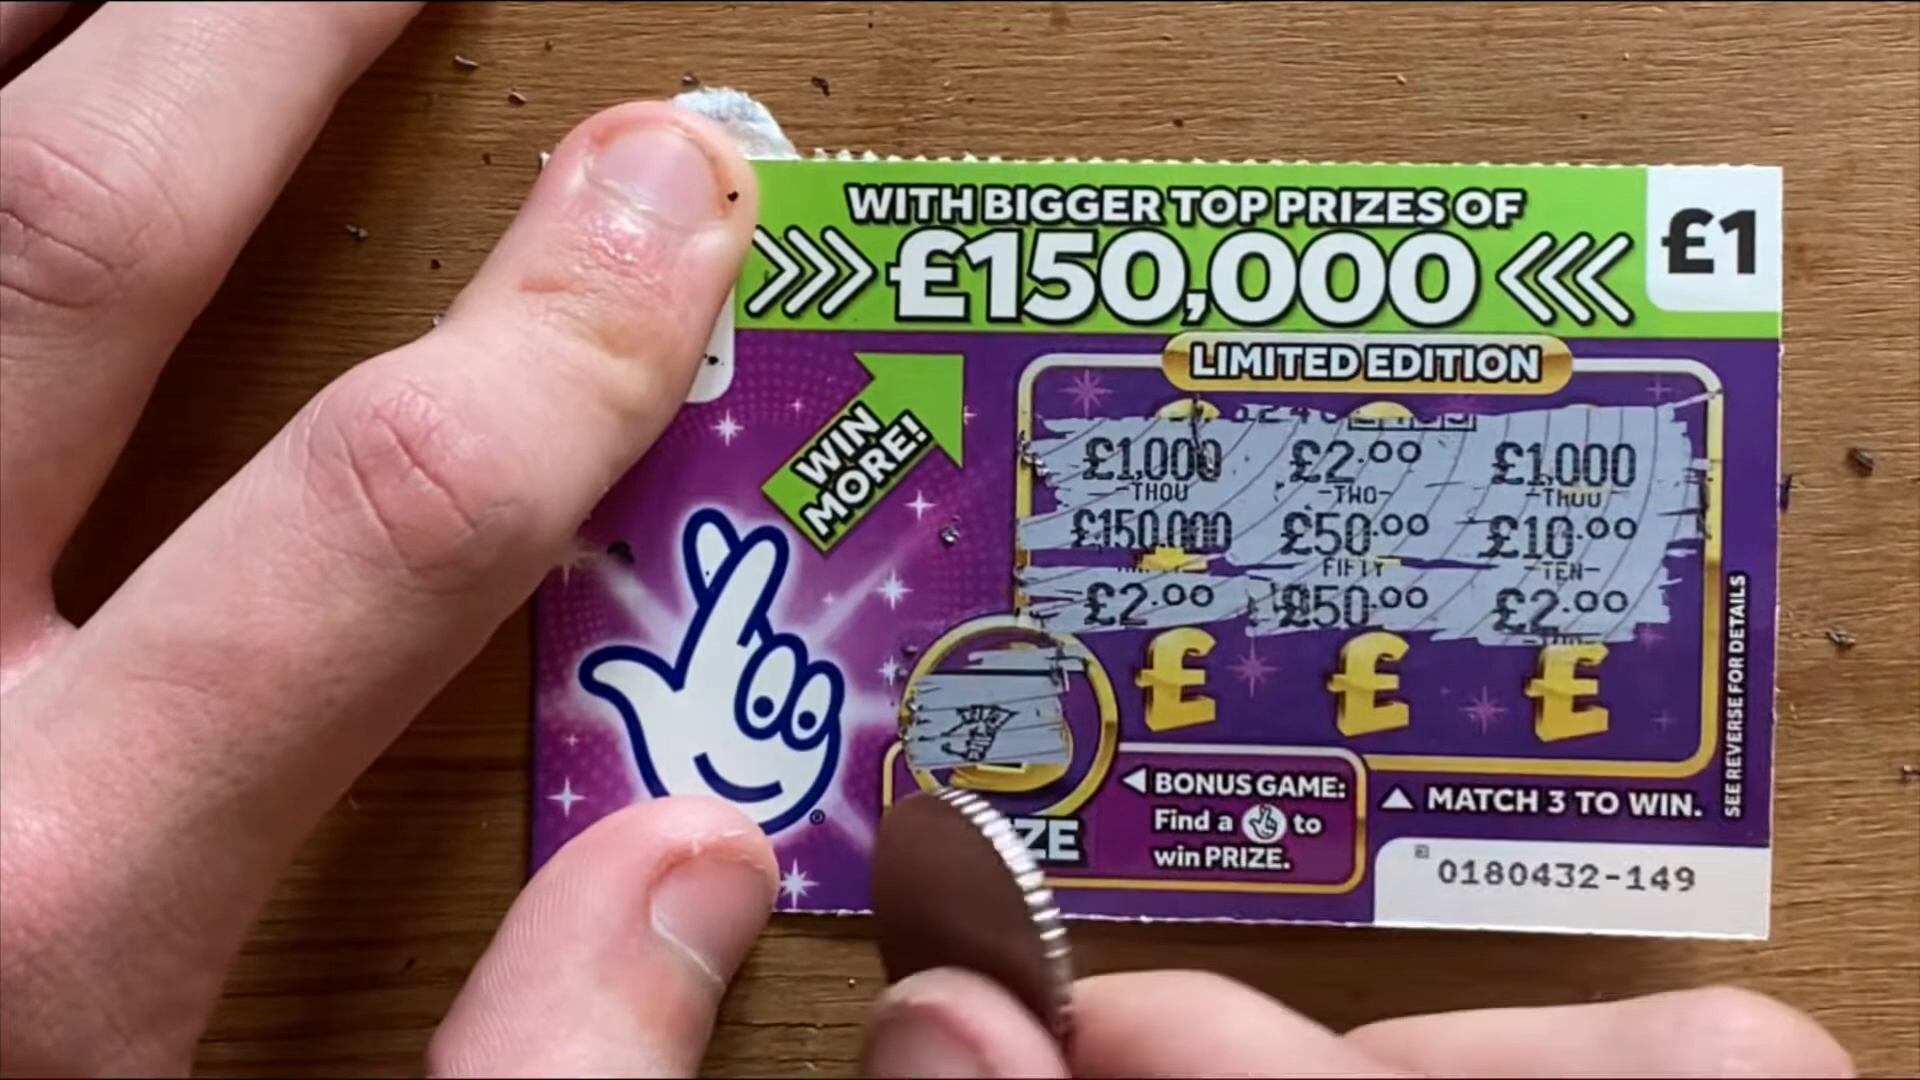 WITH BIGGER TOP PRIZES OF
£150,000
£1
LIMITED EDITION
WIN
MORE!
£1,000 £2.00 £1,000
THOU -TWO- THOU
£150,000 £50.00 £10.00
FIFTY -TEN-
£2.00 £50.00 £2.00
BONUS GAME:
Find a to
win PRIZE.
MATCH 3 TO WIN.
SEE REVERSE FOR DETAILS
0180432-149